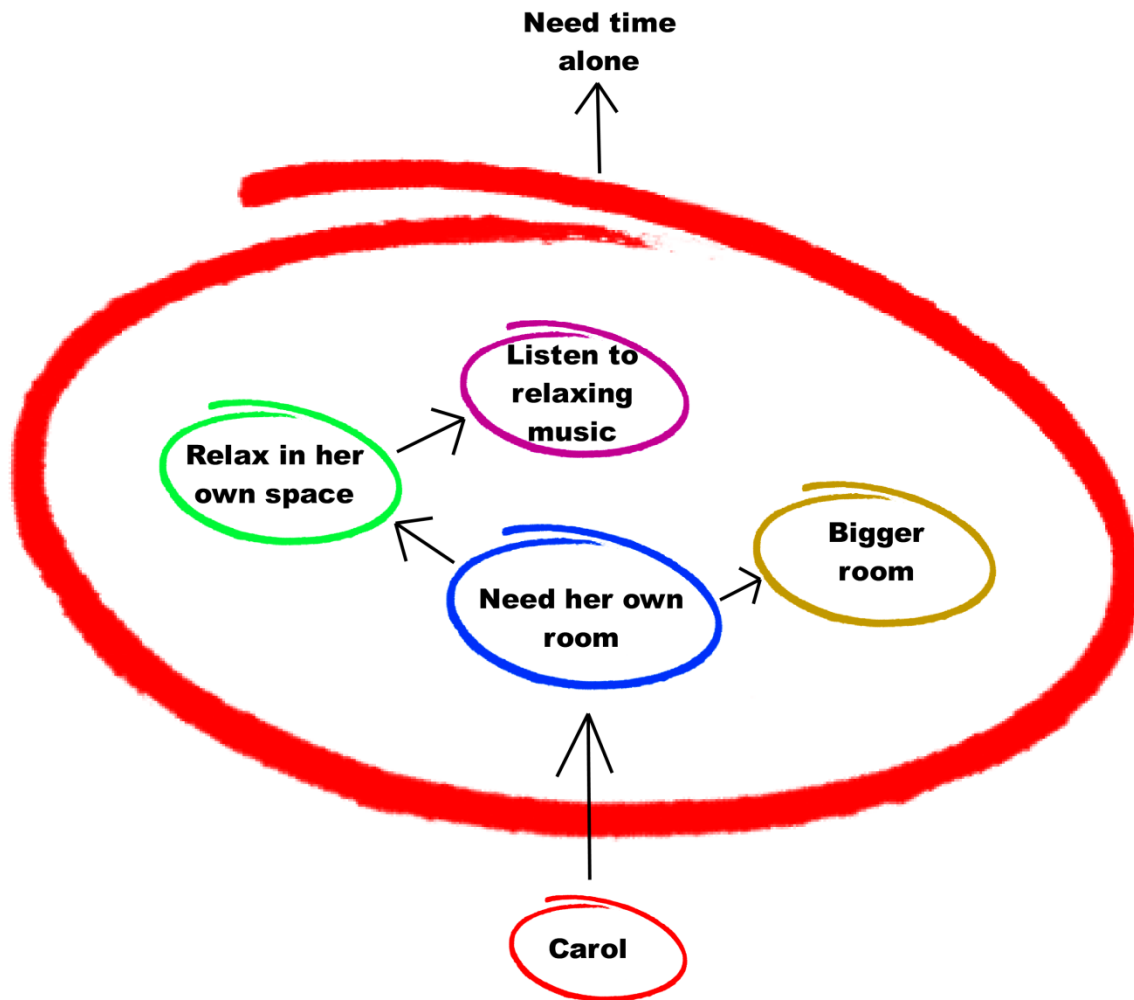 Need time
alone
Listen to
relaxing
music
Relax in her
own space
Bigger
room
Need her own
room
Carol